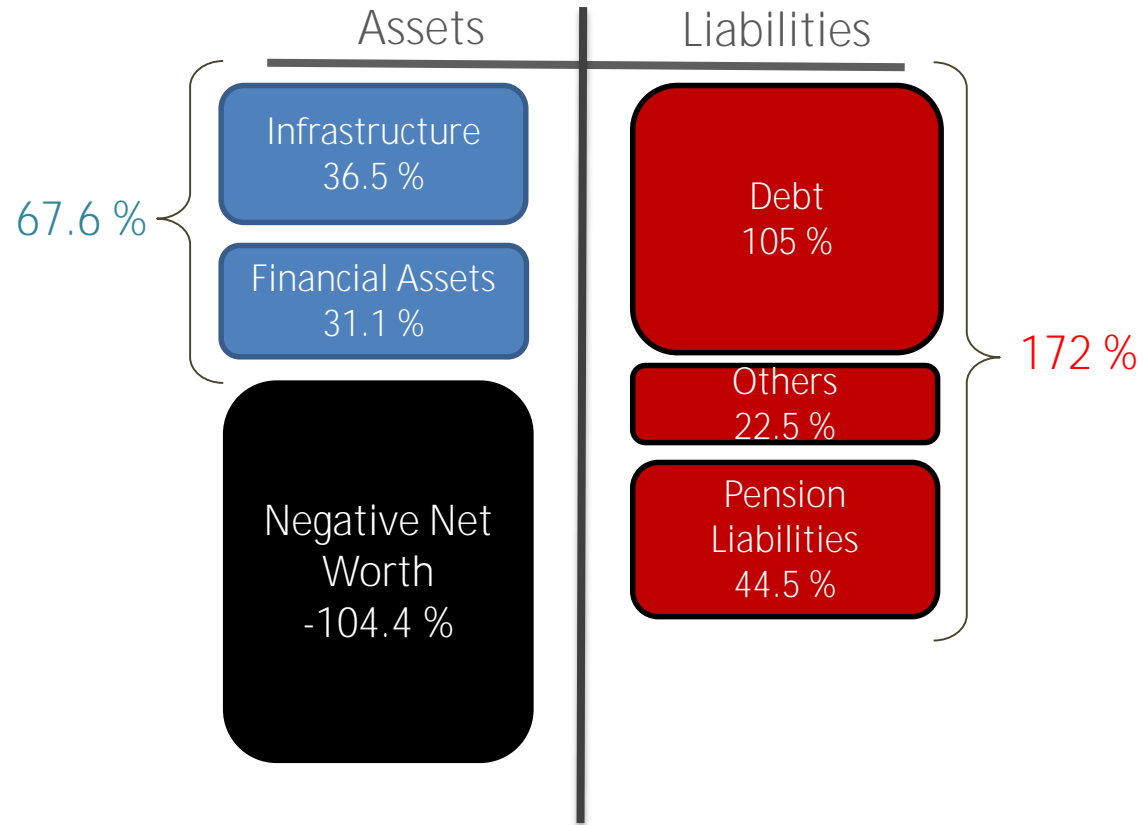 Assets
Liabilities
Infrastructure
36.5 %
67.6 %
Financial Assets
31.1 %
Negative Net
Worth
-104.4 %
Debt
105 %
Others
22.5 %
Pension
Liabilities
44.5 %
172 %